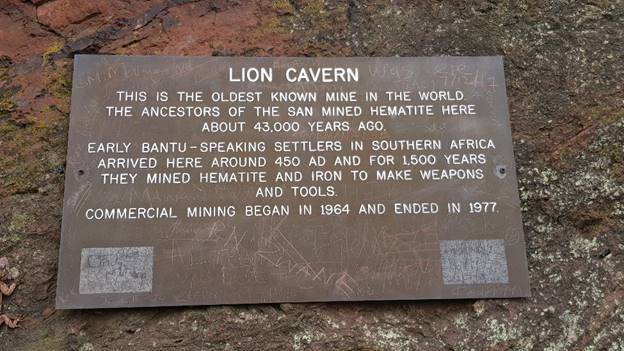 LION CAVERN
THIS IS THE OLDEST KNOWN MINE IN THE WORLD
THE ANCESTORS OF THE SAN MINED HEMATITE HERE
ABOUT 43,000 YEARS AGO.
EARLY BANTU-SPEAKING SETTLERS IN SOUTHERN AFRICA
ARRIVED HERE AROUND 450 AD AND FOR 1,500 YEARS
THEY MINED HEMATITE AND IRON TO MAKE WEAPONS
AND TOOLS.
COMMERCIAL MINING BEGAN IN 1964 AND ENDED IN 1977.